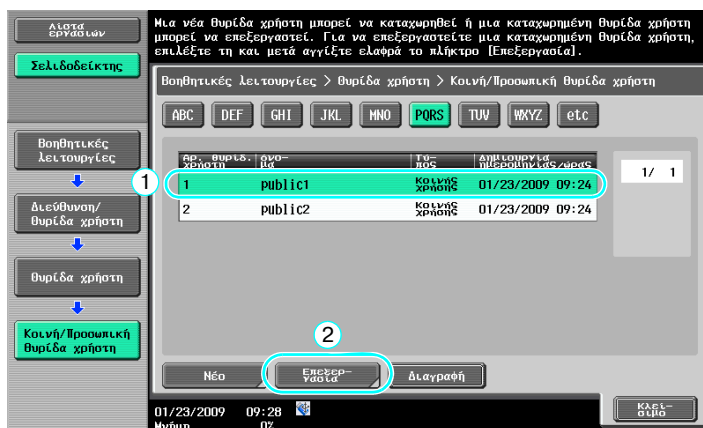 Λίστα
εργασιών
Σελιδοδείκτης
Μια νέα θυρίδα χρήστη μπορεί να καταχωρηθεί ή μια καταχωρημένη θυρίδα χρήστη
μπορεί να επεξεργαστεί. Για να επεξεργαστείτε μια καταχωρημένη θυρίδα χρήστη,
επιλέξτε τη και μετά αγγίξτε ελαφρά το πλήκτρο [Επεξεργασία].
Βοηθητικές λειτουργίες > θυρίδα χρήστη > Κοινή/Προσωπική θυρίδα χρήστη
ABC DEF GHI JKL MNO PQRS TUV WXYZ etc
Βοηθητικές
λειτουργίες
Διεύθυνση/
θυρίδα χρήστη
θυρίδα χρήστη
Κοινή/Προσωπική
θυρίδα χρήστη
Αρ. θυρίδ. χρήστη Όνο-μα Τύ-πος Δημιουργία ημερομηνίας/ώρας
1 public1 Κοινής χρήσης 01/23/2009 09:24
2 public2 Κοινής χρήσης 01/23/2009 09:24
1/ 1
1
2
Νέο
Επεξερ-
γασία
Διαγραφή
01/23/2009 09:28
Μνήμη 0%
Κλεί-
σιμο